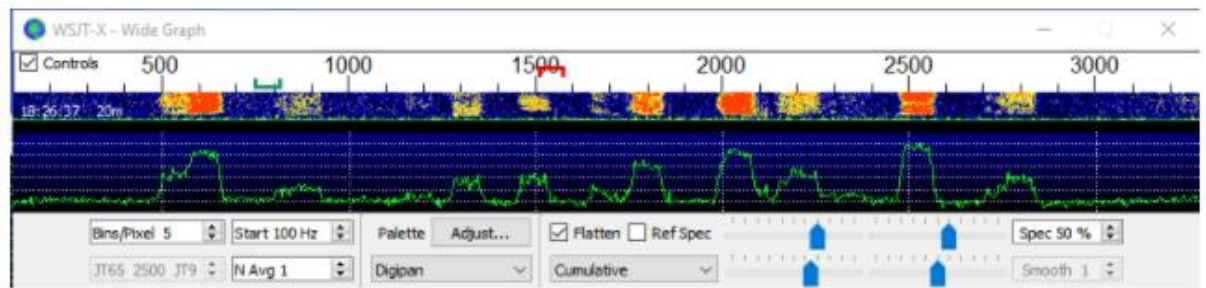 WSJT-X - Wide Graph
Controls 500 1000 1500 2000 2500 3000
18:26:37 20m
Bins/Pixel 5 Start 100 Hz Palette Adjust... Flatten Ref Spec Spec 50 %
JT65 2500 JT9 N Avg 1 Digipan Cumulative Smooth 1